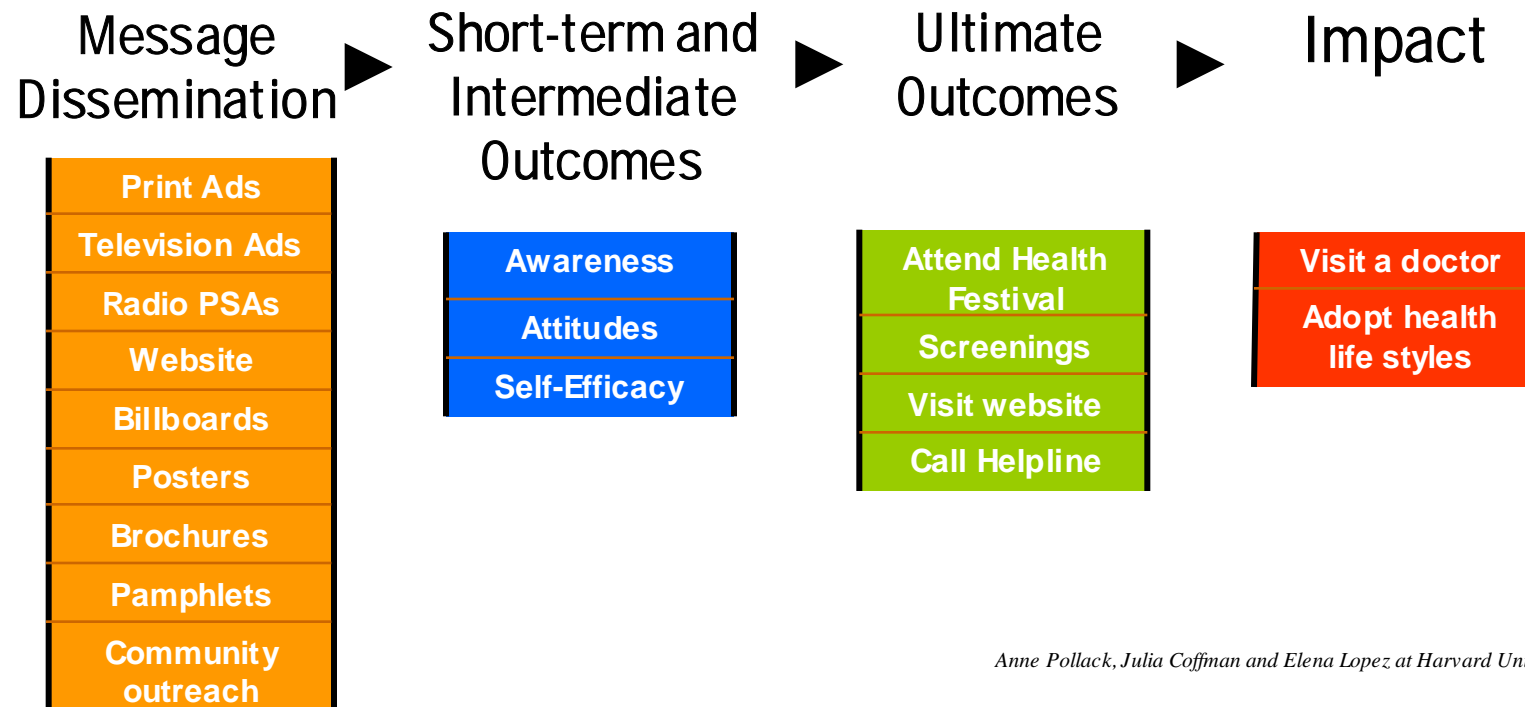 Message
Dissemination
Print Ads
Television Ads
Radio PSAs
Website
Billboards
Posters
Brochures
Pamphlets
Community
outreach
Short-term and
Intermediate
Outcomes
Awareness
Attitudes
Self-Efficacy
Ultimate
Outcomes
Attend Health
Festival
Screenings
Visit website
Call Helpline
Impact
Visit a doctor
Adopt health
life styles
Anne Pollack, Julia Coffman and Elena Lopez at Harvard